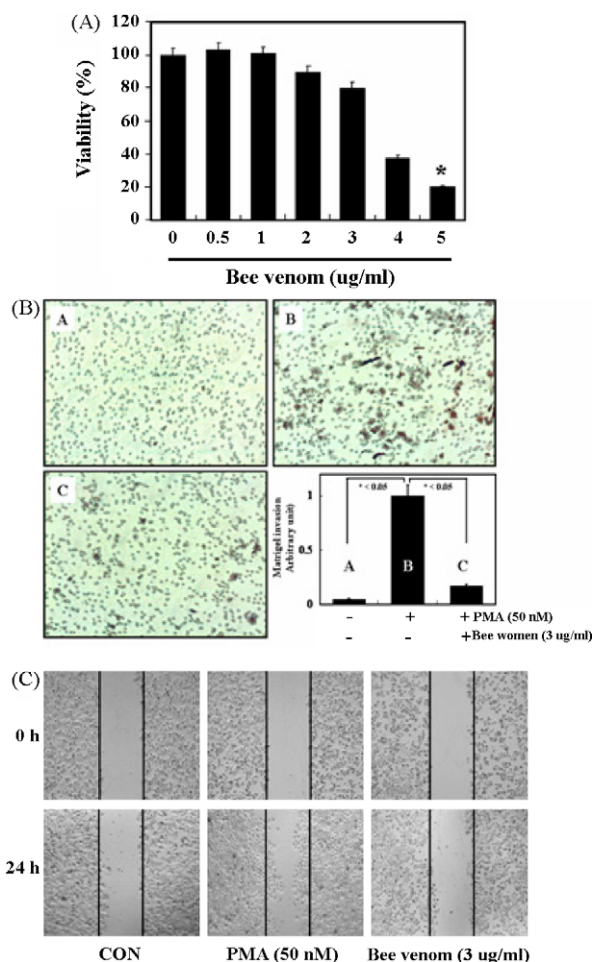 (A)
120
100
80
60
40
20
0
Viability (%)
*
0 0.5 1 2 3 4 5
Bee venom (ug/ml)
(B)
A
B
C
Matrigel invasion
Arbitrary unit)
1
0.5
0
* < 0.05 * < 0.05
A B C
- + + PMA (50 nM)
- - + Bee women (3 ug/ml)
(C)
0 h
24 h
CON PMA (50 nM) Bee venom (3 ug/ml)